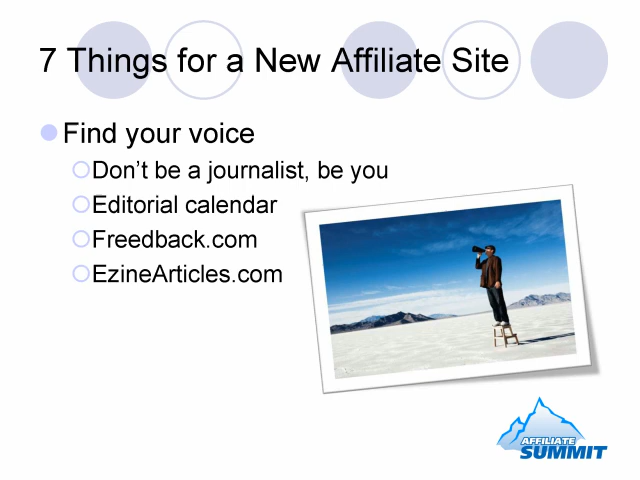 7 Things for a New Affiliate Site
Find your voice
Don't be a journalist, be you
Editorial calendar
Freedback.com
EzineArticles.com
AFFILIATE
SUMMIT